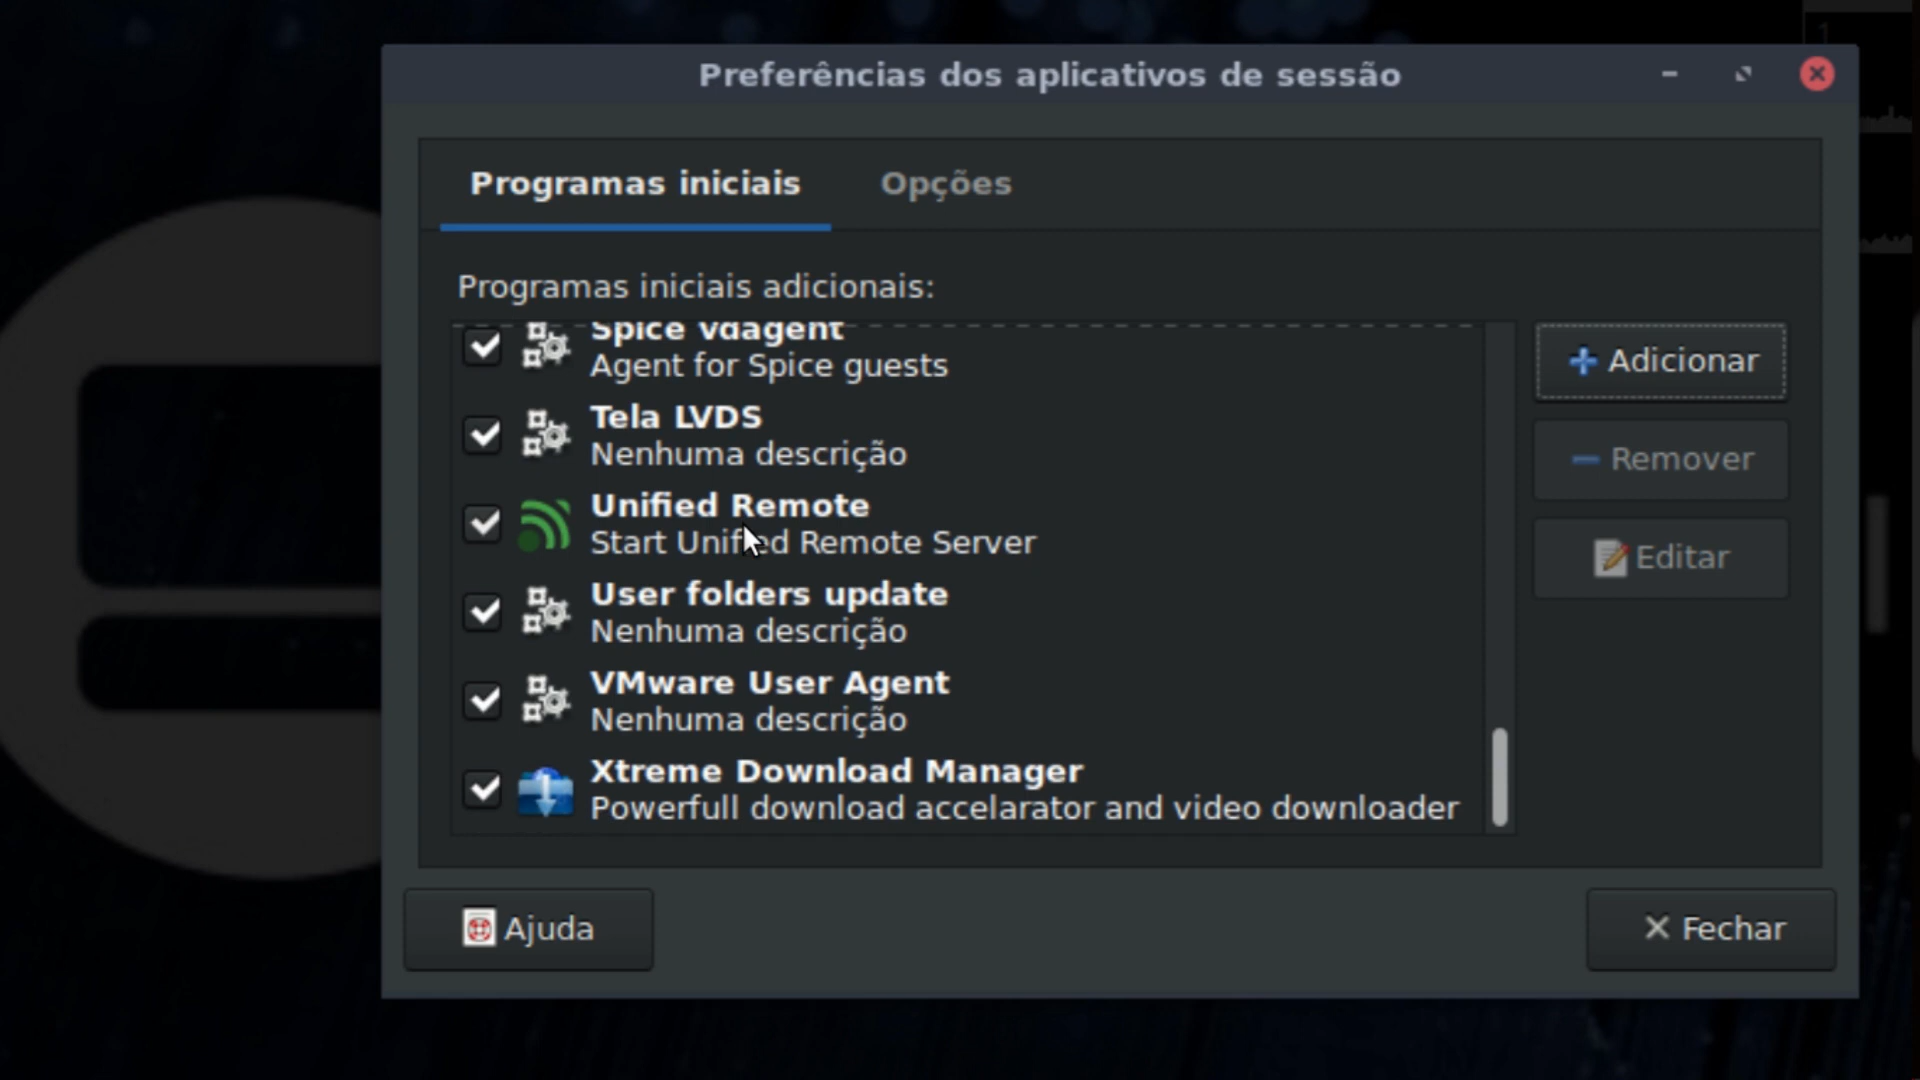 1
Preferências dos aplicativos de sessão
Programas iniciais
Opções
Programas iniciais adicionais:
Spice vdagent
Agent for Spice guests
Tela LVDS
Nenhuma descrição
Unified Remote
Start Unified Remote Server
User folders update
Nenhuma descrição
VMware User Agent
Nenhuma descrição
Xtreme Download Manager
Powerfull download accelarator and video downloader
Adicionar
Remover
Editar
Ajuda
Fechar